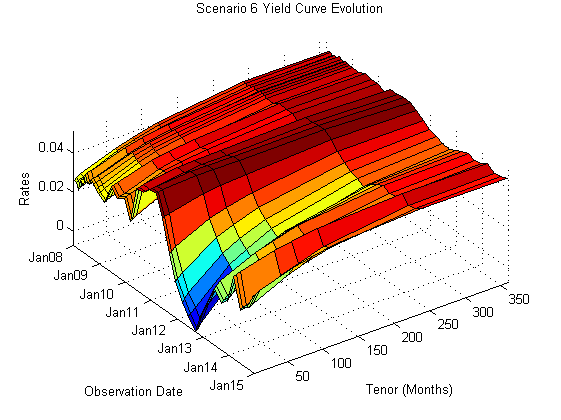 Scenario 6 Yield Curve Evolution
0.04
0.02
0
Rates
Jan08
Jan09
Jan10
Jan11
Jan12
Jan13
Jan14
Jan15
50
100
150
200
250
300
350
Observation Date
Tenor (Months)